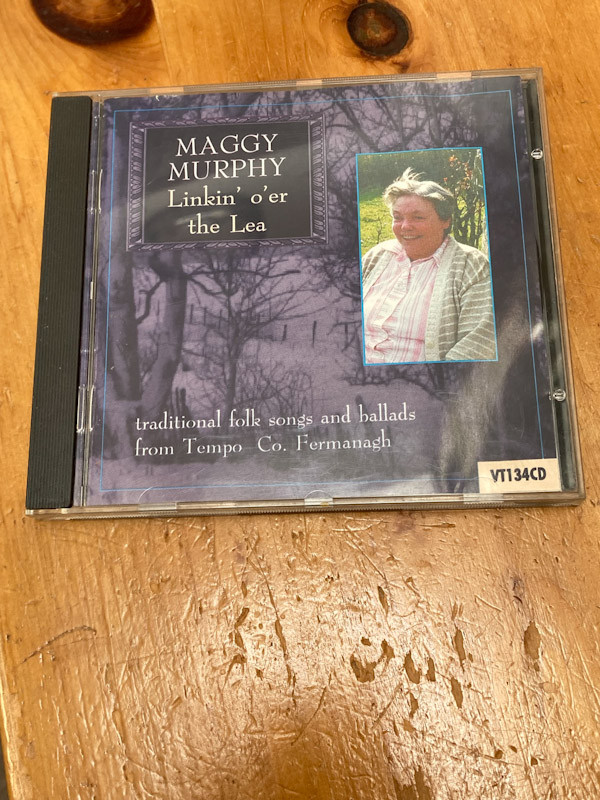 MAGGY
MURPHY
Linkin' o'er
the Lea
traditional folk songs and ballads
from Tempo Co. Fermanagh
VT134CD